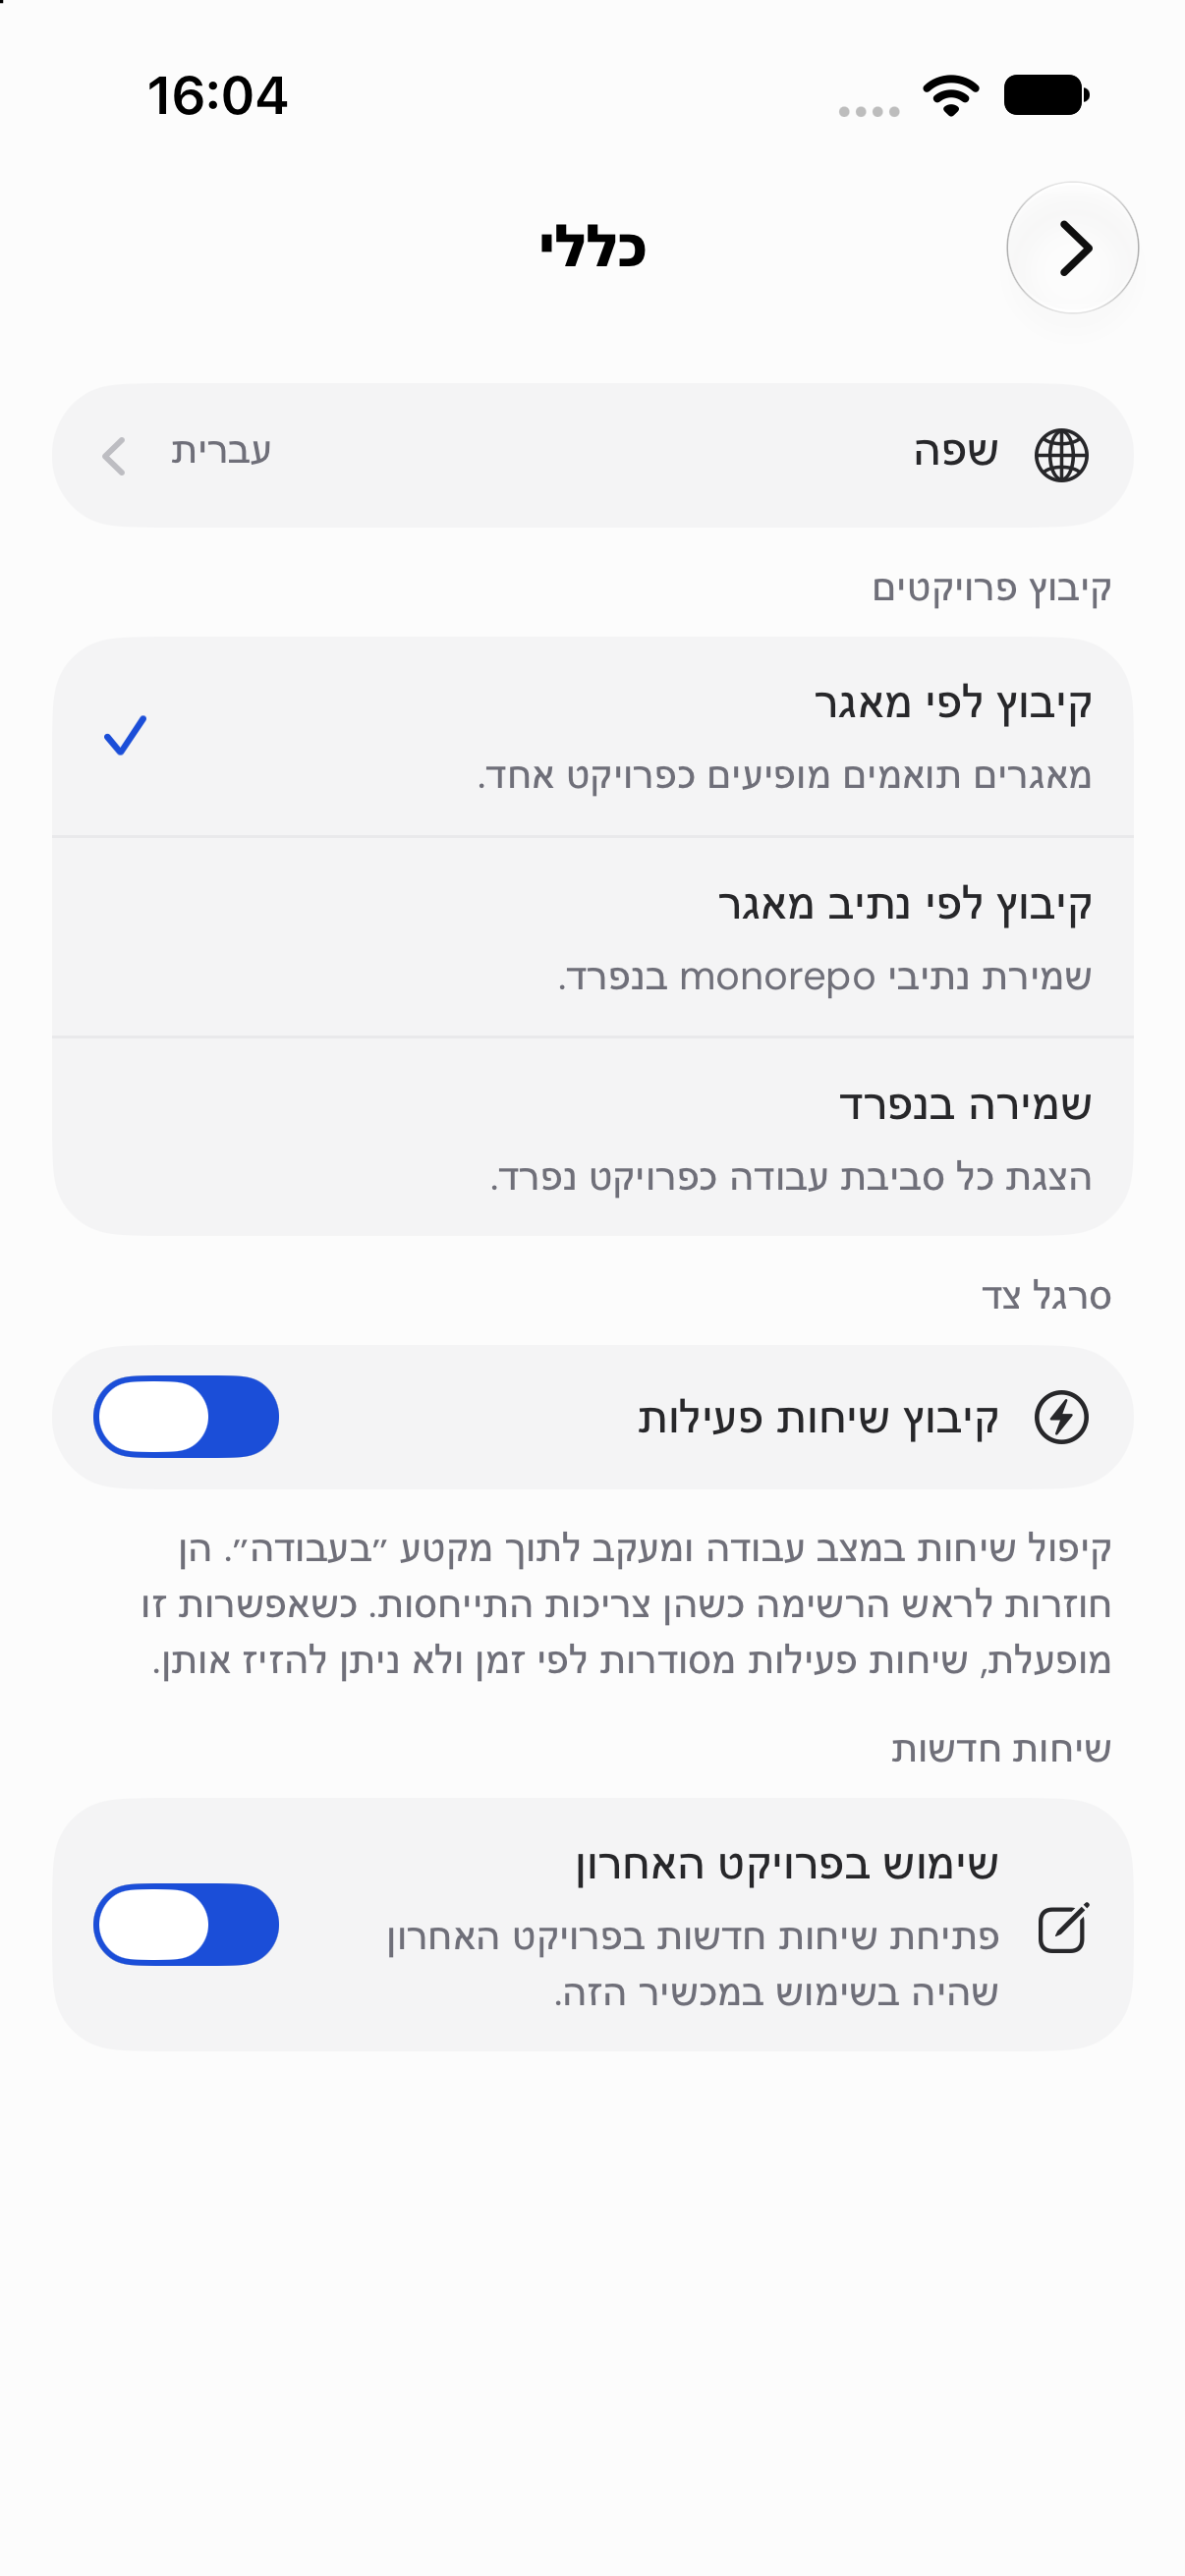 16:04
כללי
שפה
עברית
קיבוץ פרויקטים
קיבוץ לפי מאגר
מאגרים תואמים מופיעים כפרויקט אחד.
קיבוץ לפי נתיב מאגר
שמירת נתיבי monorepo בנפרד.
שמירה בנפרד
הצגת כל סביבת עבודה כפרויקט נפרד.
סרגל צד
קיבוץ שיחות פעילות
קיפול שיחות במצב עבודה ומעקב לתוך מקטע ״בעבודה״. הן
חוזרות לראש הרשימה כשהן צריכות התייחסות. כשאפשרות זו
מופעלת, שיחות פעילות מסודרות לפי זמן ולא ניתן להזיז אותן.
שיחות חדשות
שימוש בפרויקט האחרון
פתיחת שיחות חדשות בפרויקט האחרון
שהיה בשימוש במכשיר הזה.